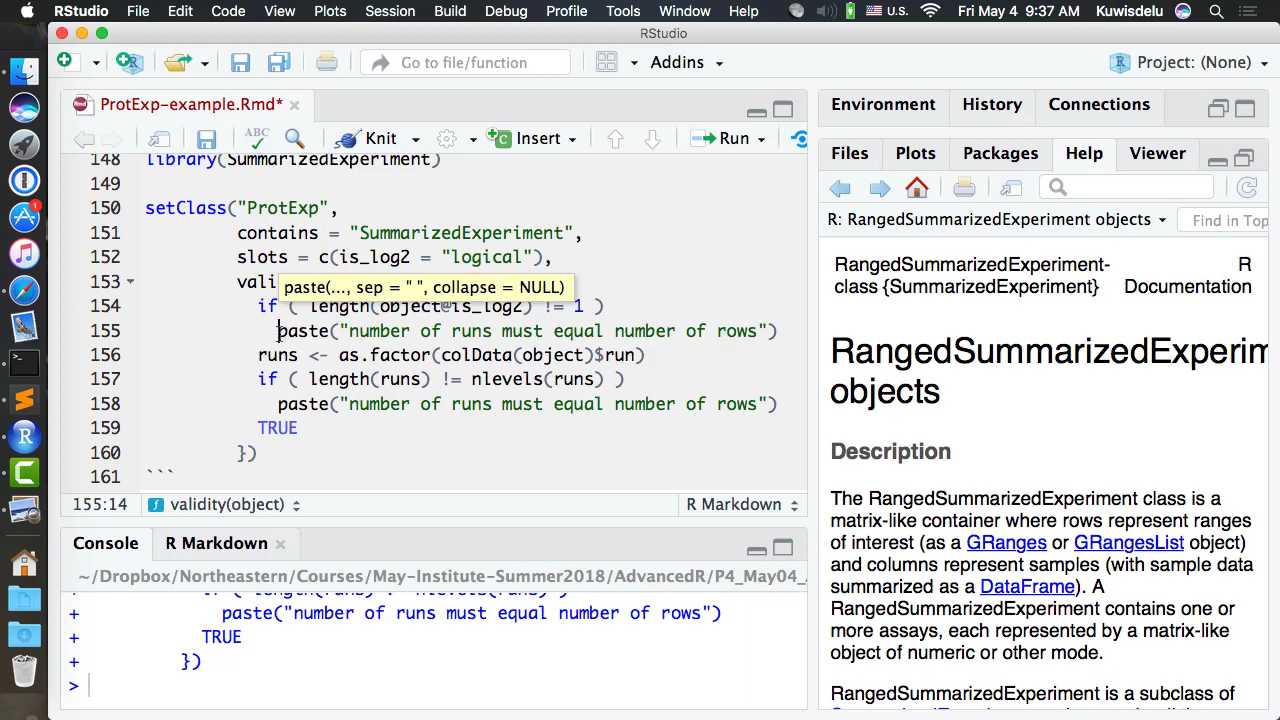 RStudio File Edit Code View Plots Session Build Debug Profile Tools Window Help U.S. Fri May 4 9:37 AM Kuwisdelu
RStudio
Go to file/function Addins Project: (None)
ProtExp-example.Rmd*
ABC Knit Insert Run
148 library(SummarizedExperiment)
149
150 setClass("ProtExp",
151 contains = "SummarizedExperiment",
152 slots = c(is_log2 = "logical"),
153 vali
paste(..., sep = " ", collapse = NULL)
154 if ( length(object@is_log2) != 1 )
155 paste("number of runs must equal number of rows")
156 runs <- as.factor(colData(object)$run)
157 if ( length(runs) != nlevels(runs) )
158 paste("number of runs must equal number of rows")
159 TRUE
160 })
161 ```
155:14 validity(object) R Markdown
Console R Markdown
~/Dropbox/Northeastern/Courses/May-Institute-Summer2018/AdvancedR/P4_May04_
+ paste("number of runs must equal number of rows")
+ TRUE
+ })
>
Environment History Connections
Files Plots Packages Help Viewer
R: RangedSummarizedExperiment objects Find in Top
RangedSummarizedExperiment-
class {SummarizedExperiment}
R
Documentation
RangedSummarizedExperim
objects
Description
The RangedSummarizedExperiment class is a
matrix-like container where rows represent ranges
of interest (as a GRanges or GRangesList object)
and columns represent samples (with sample data
summarized as a DataFrame). A
RangedSummarizedExperiment contains one or
more assays, each represented by a matrix-like
object of numeric or other mode.
RangedSummarizedExperiment is a subclass of